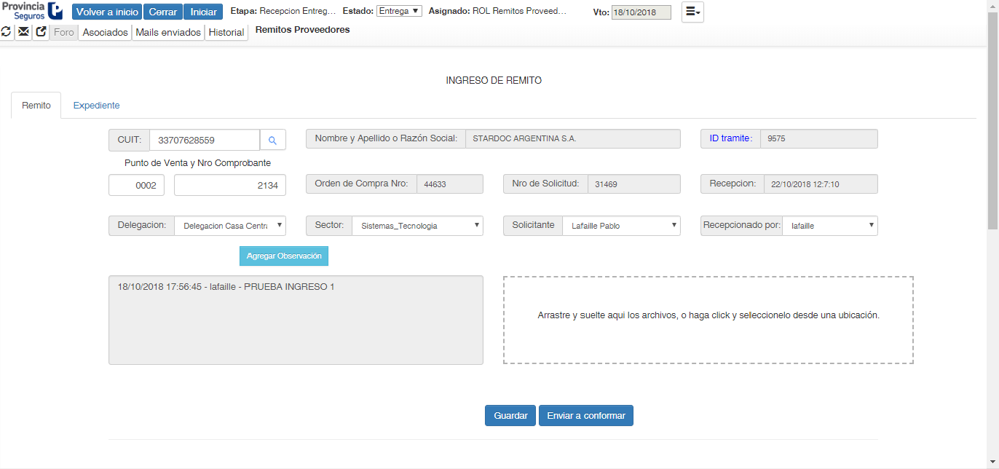 Provincia Seguros
Volver a inicio Cerrar Iniciar Etapa: Recepcion Entreg... Estado: Entrega Asignado: ROL Remitos Proveed... Vto: 18/10/2018
Foro Asociados Mails enviados Historial Remitos Proveedores
INGRESO DE REMITO
Remito Expediente
CUIT: 33707628559 Nombre y Apellido o Razón Social: STARDOC ARGENTINA S.A. ID tramite: 9575
Punto de Venta y Nro Comprobante
0002 2134 Orden de Compra Nro: 44633 Nro de Solicitud: 31469 Recepcion: 22/10/2018 12:7:10
Delegacion: Delegacion Casa Centra Sector: Sistemas_Tecnologia Solicitante Lafaille Pablo Recepcionado por: lafaille
Agregar Observación
18/10/2018 17:56:45 - lafaille - PRUEBA INGRESO 1
Arrastre y suelte aqui los archivos, o haga click y seleccionelo desde una ubicación.
Guardar Enviar a conformar